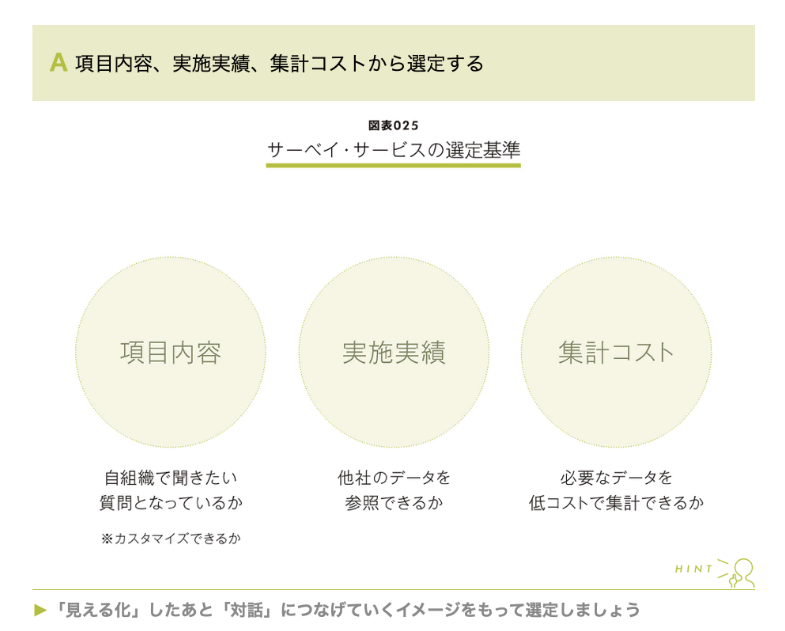 A 項目内容、実施実績、集計コストから選定する
図表025
サーベイ・サービスの選定基準
項目内容
実施実績
集計コスト
自組織で聞きたい
質問となっているか
※カスタマイズできるか
他社のデータを
参照できるか
必要なデータを
低コストで集計できるか
HINT
▶「見える化」したあと「対話」につなげていくイメージをもって選定しましょう